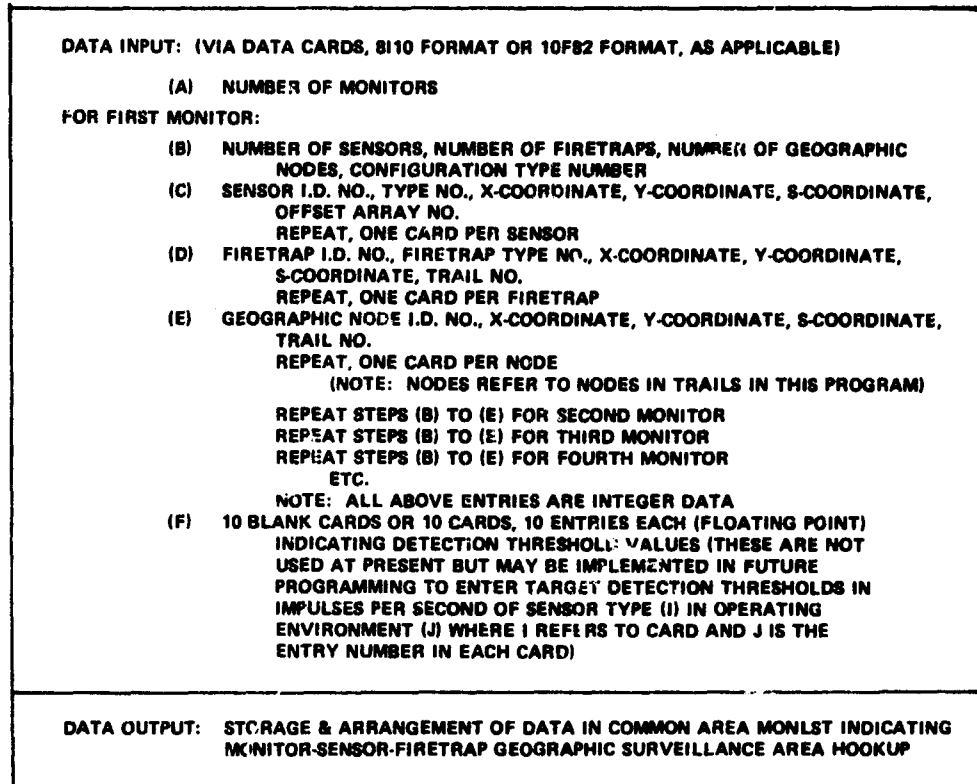 DATA INPUT: (VIA DATA CARDS, 8I10 FORMAT OR 10F82 FORMAT, AS APPLICABLE)
(A) NUMBER OF MONITORS
FOR FIRST MONITOR:
(B) NUMBER OF SENSORS, NUMBER OF FIRETRAPS, NUMBER OF GEOGRAPHIC
NODES, CONFIGURATION TYPE NUMBER
(C) SENSOR I.D. NO., TYPE NO., X-COORDINATE, Y-COORDINATE, S-COORDINATE,
OFFSET ARRAY NO.
REPEAT, ONE CARD PER SENSOR
(D) FIRETRAP I.D. NO., FIRETRAP TYPE NO., X-COORDINATE, Y-COORDINATE,
S-COORDINATE, TRAIL NO.
REPEAT, ONE CARD PER FIRETRAP
(E) GEOGRAPHIC NODE I.D. NO., X-COORDINATE, Y-COORDINATE, S-COORDINATE,
TRAIL NO.
REPEAT, ONE CARD PER NODE
(NOTE: NODES REFER TO NODES IN TRAILS IN THIS PROGRAM)
REPEAT STEPS (B) TO (E) FOR SECOND MONITOR
REPEAT STEPS (B) TO (E) FOR THIRD MONITOR
REPEAT STEPS (B) TO (E) FOR FOURTH MONITOR
ETC.
NOTE: ALL ABOVE ENTRIES ARE INTEGER DATA
(F) 10 BLANK CARDS OR 10 CARDS, 10 ENTRIES EACH (FLOATING POINT)
INDICATING DETECTION THRESHOLD VALUES (THESE ARE NOT
USED AT PRESENT BUT MAY BE IMPLEMENTED IN FUTURE
PROGRAMMING TO ENTER TARGET DETECTION THRESHOLDS IN
IMPULSES PER SECOND OF SENSOR TYPE (I) IN OPERATING
ENVIRONMENT (J) WHERE I REFERS TO CARD AND J IS THE
ENTRY NUMBER IN EACH CARD)
DATA OUTPUT: STORAGE & ARRANGEMENT OF DATA IN COMMON AREA MONLST INDICATING
MONITOR-SENSOR-FIRETRAP GEOGRAPHIC SURVEILLANCE AREA HOOKUP